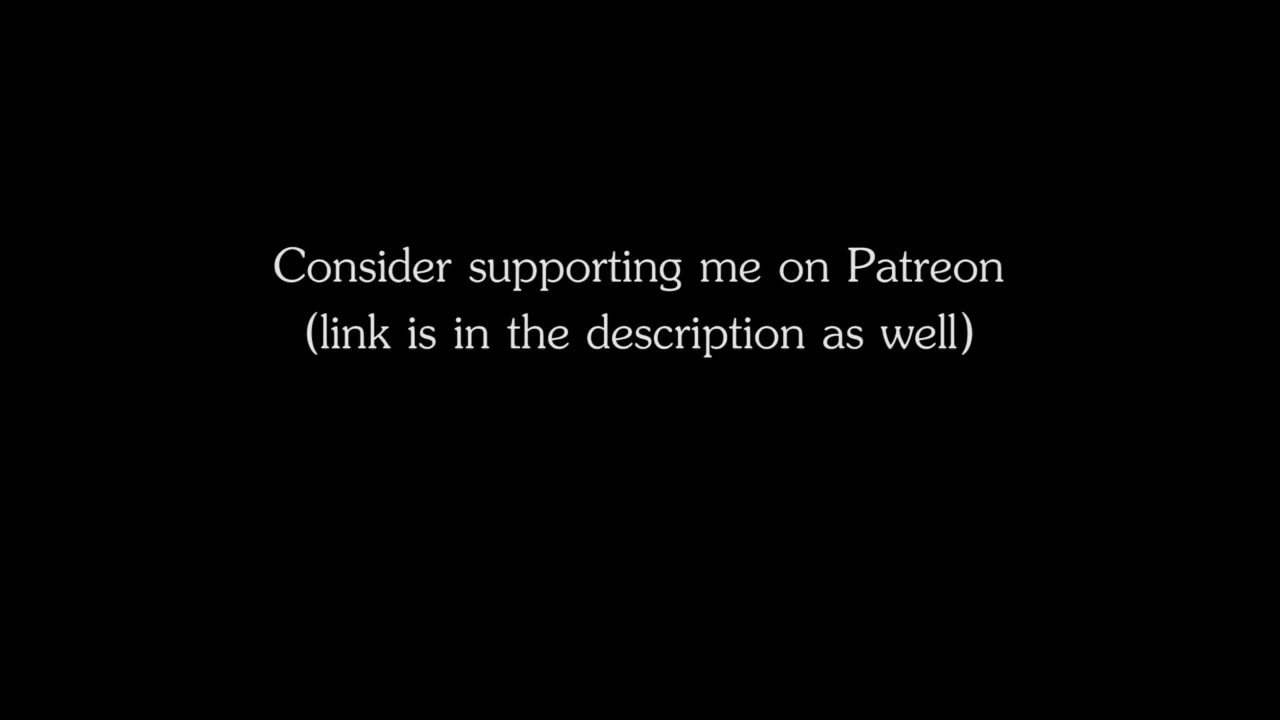 Consider supporting me on Patreon
(link is in the description as well)